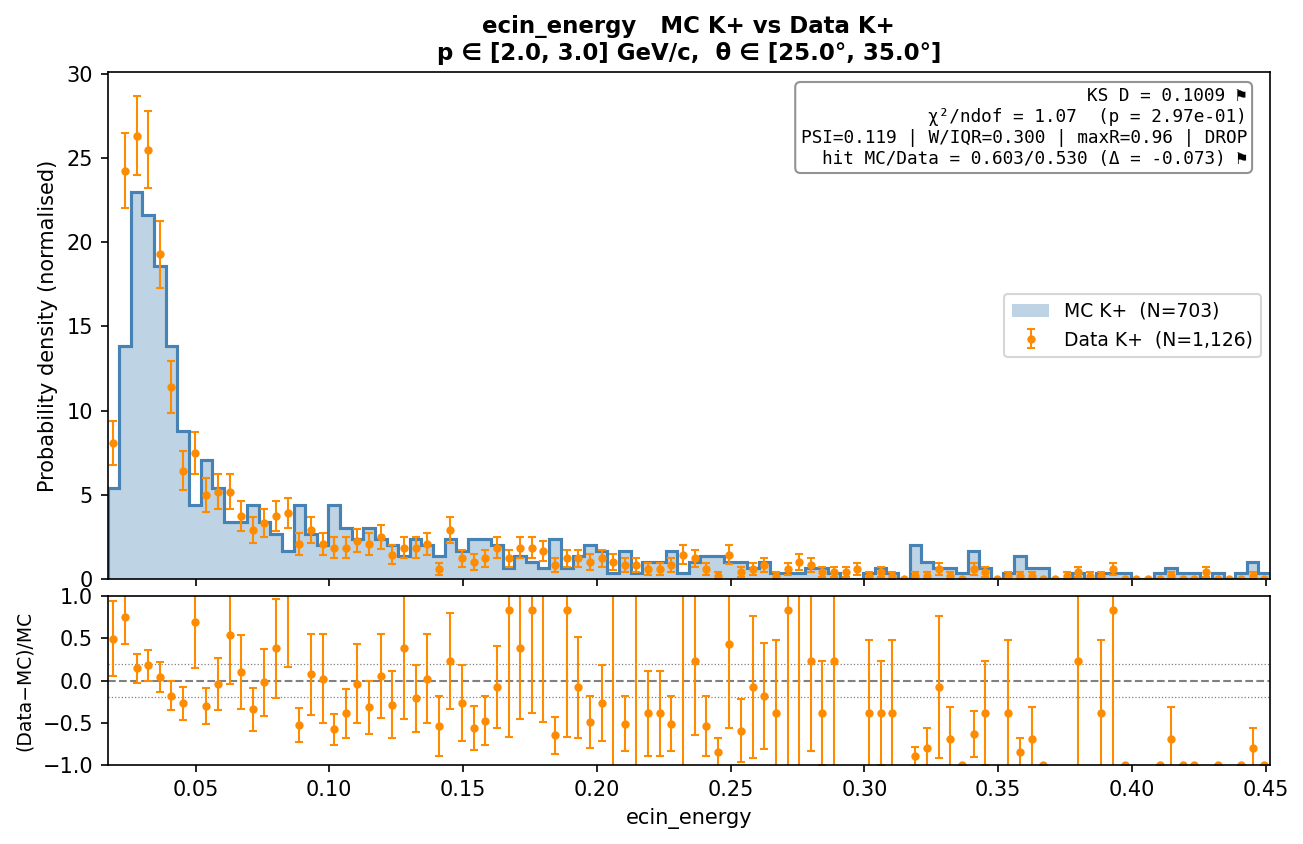 ecin_energy   MC K+ vs Data K+
p ∈ [2.0, 3.0] GeV/c,  θ ∈ [25.0°, 35.0°]
KS D = 0.1009 ⚑
χ²/ndof = 1.07  (p = 2.97e-01)
PSI=0.119 | W/IQR=0.300 | maxR=0.96 | DROP
hit MC/Data = 0.603/0.530 (Δ = -0.073) ⚑
MC K+  (N=703)
Data K+  (N=1,126)
Probability density (normalised)
30
25
20
15
10
5
0
(Data−MC)/MC
1.0
0.5
0.0
−0.5
−1.0
0.05 0.10 0.15 0.20 0.25 0.30 0.35 0.40 0.45
ecin_energy